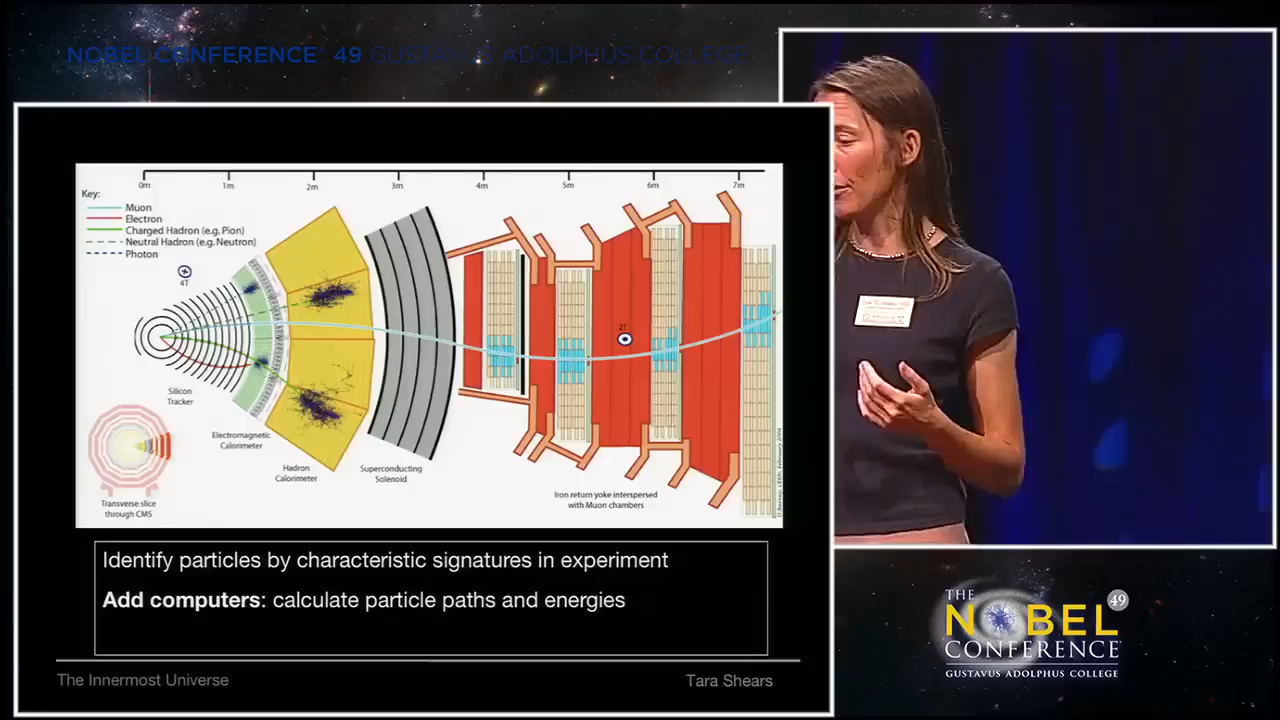 NOBEL CONFERENCE 49 GUSTAVUS ADOLPHUS COLLEGE
0m 1m 2m 3m 4m 5m 6m 7m
Key:
Muon
Electron
Charged Hadron (e.g. Pion)
Neutral Hadron (e.g. Neutron)
Photon
4T
2T
Silicon
Tracker
Electromagnetic
Calorimeter
Hadron
Calorimeter
Superconducting
Solenoid
Iron return yoke interspersed
with Muon chambers
Transverse slice
through CMS
Identify particles by characteristic signatures in experiment
Add computers: calculate particle paths and energies
The Innermost Universe
Tara Shears
THE
NOBEL
49
CONFERENCE
GUSTAVUS ADOLPHUS COLLEGE